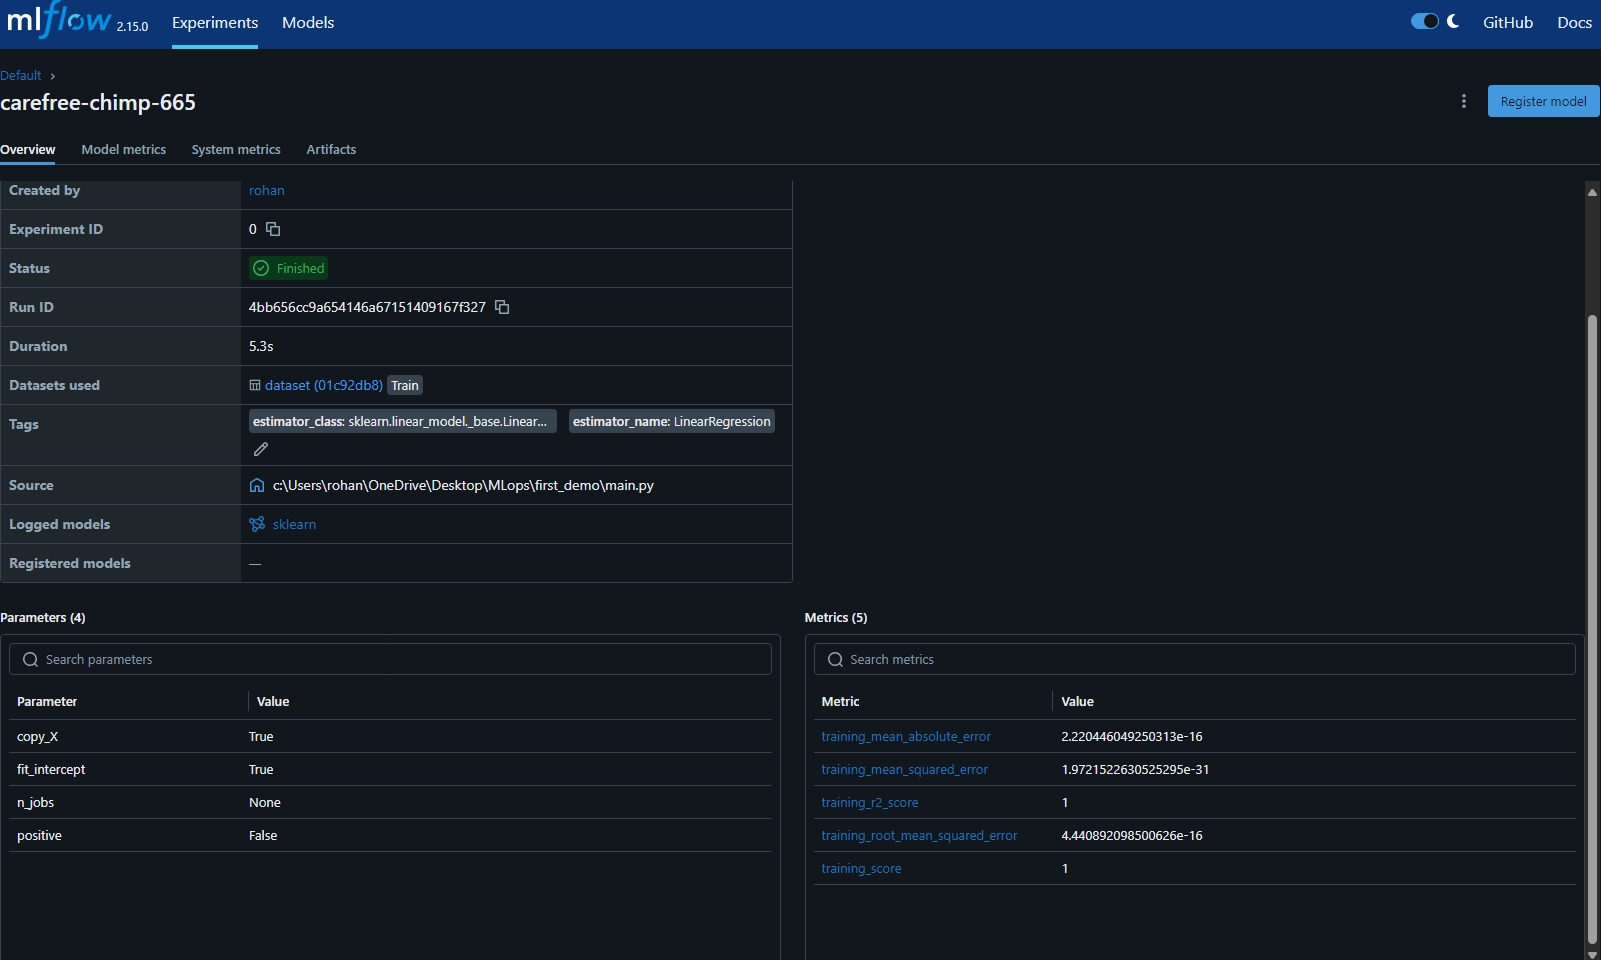 mlflow 2.15.0 Experiments Models GitHub Docs
Default ›
carefree-chimp-665
Register model
Overview Model metrics System metrics Artifacts
Created by rohan
Experiment ID 0
Status Finished
Run ID 4bb656cc9a654146a67151409167f327
Duration 5.3s
Datasets used dataset (01c92db8) Train
Tags estimator_class: sklearn.linear_model._base.Linear... estimator_name: LinearRegression
Source c:\Users\rohan\OneDrive\Desktop\MLops\first_demo\main.py
Logged models sklearn
Registered models —
Parameters (4)
Search parameters
Parameter Value
copy_X True
fit_intercept True
n_jobs None
positive False
Metrics (5)
Search metrics
Metric Value
training_mean_absolute_error 2.220446049250313e-16
training_mean_squared_error 1.9721522630525295e-31
training_r2_score 1
training_root_mean_squared_error 4.440892098500626e-16
training_score 1